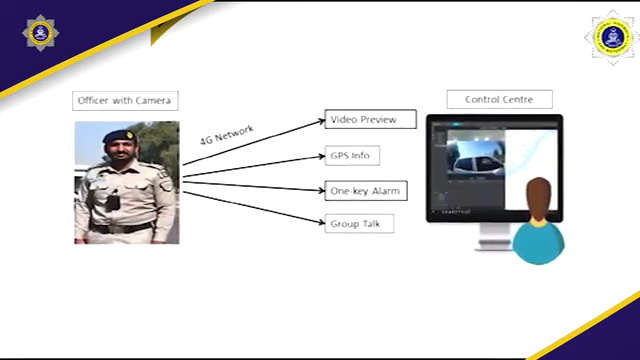 Officer with Camera
4G Network
Video Preview
GPS Info
One-key Alarm
Group Talk
Control Centre